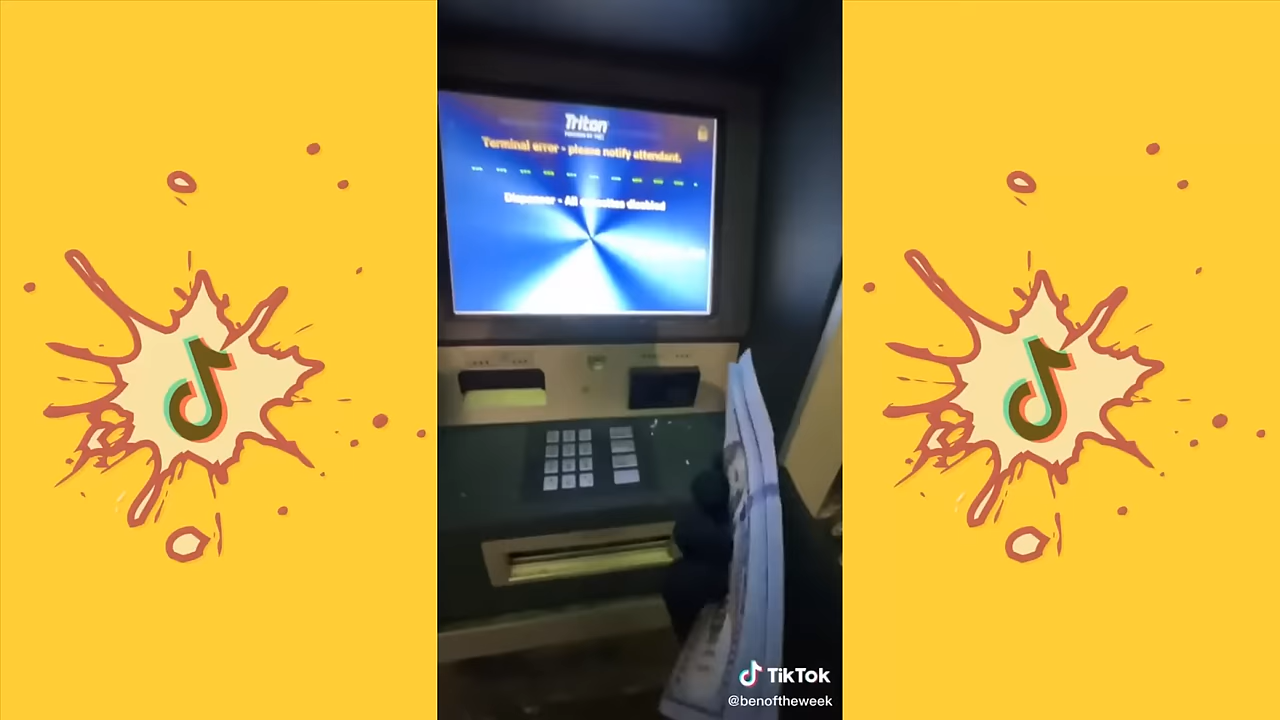 Triton
Terminal error - please notify attendant.
Dispenser - All cassettes disabled
TikTok
@benoftheweek